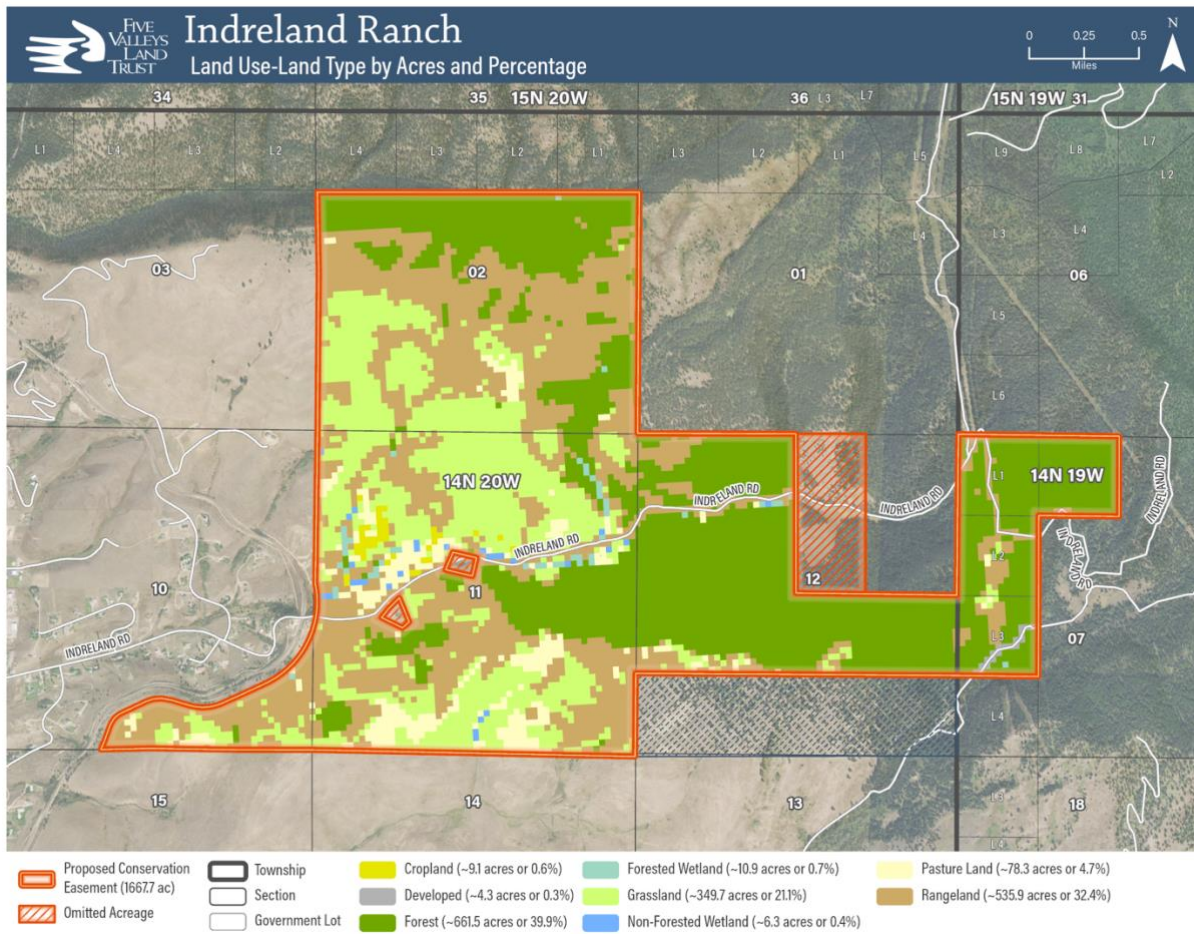 FIVE
VALLEYS
LAND
TRUST
Indreland Ranch
Land Use-Land Type by Acres and Percentage
0 0.25 0.5
Miles
N
34 35 15N 20W 36 L3 L7 15N 19W 31
L1 L4 L3 L2 L4 L3 L2 L1 L3 L2 L1 L5 L9 L8 L7
L2
L4 L3 L4
03 02 01 06
L5
L6
14N 20W L1 14N 19W
INDRELAND RD
INDRELAND RD
INDRELAND RD
INDRELAND RD
INDRELAND RD
L2
10 11 12
INDRELAND RD
L3 07
L4
15 14 13 L3 18
L4
Proposed Conservation
Easement (1667.7 ac)
Omitted Acreage
Township
Section
Government Lot
Cropland (~9.1 acres or 0.6%)
Developed (~4.3 acres or 0.3%)
Forest (~661.5 acres or 39.9%)
Forested Wetland (~10.9 acres or 0.7%)
Grassland (~349.7 acres or 21.1%)
Non-Forested Wetland (~6.3 acres or 0.4%)
Pasture Land (~78.3 acres or 4.7%)
Rangeland (~535.9 acres or 32.4%)